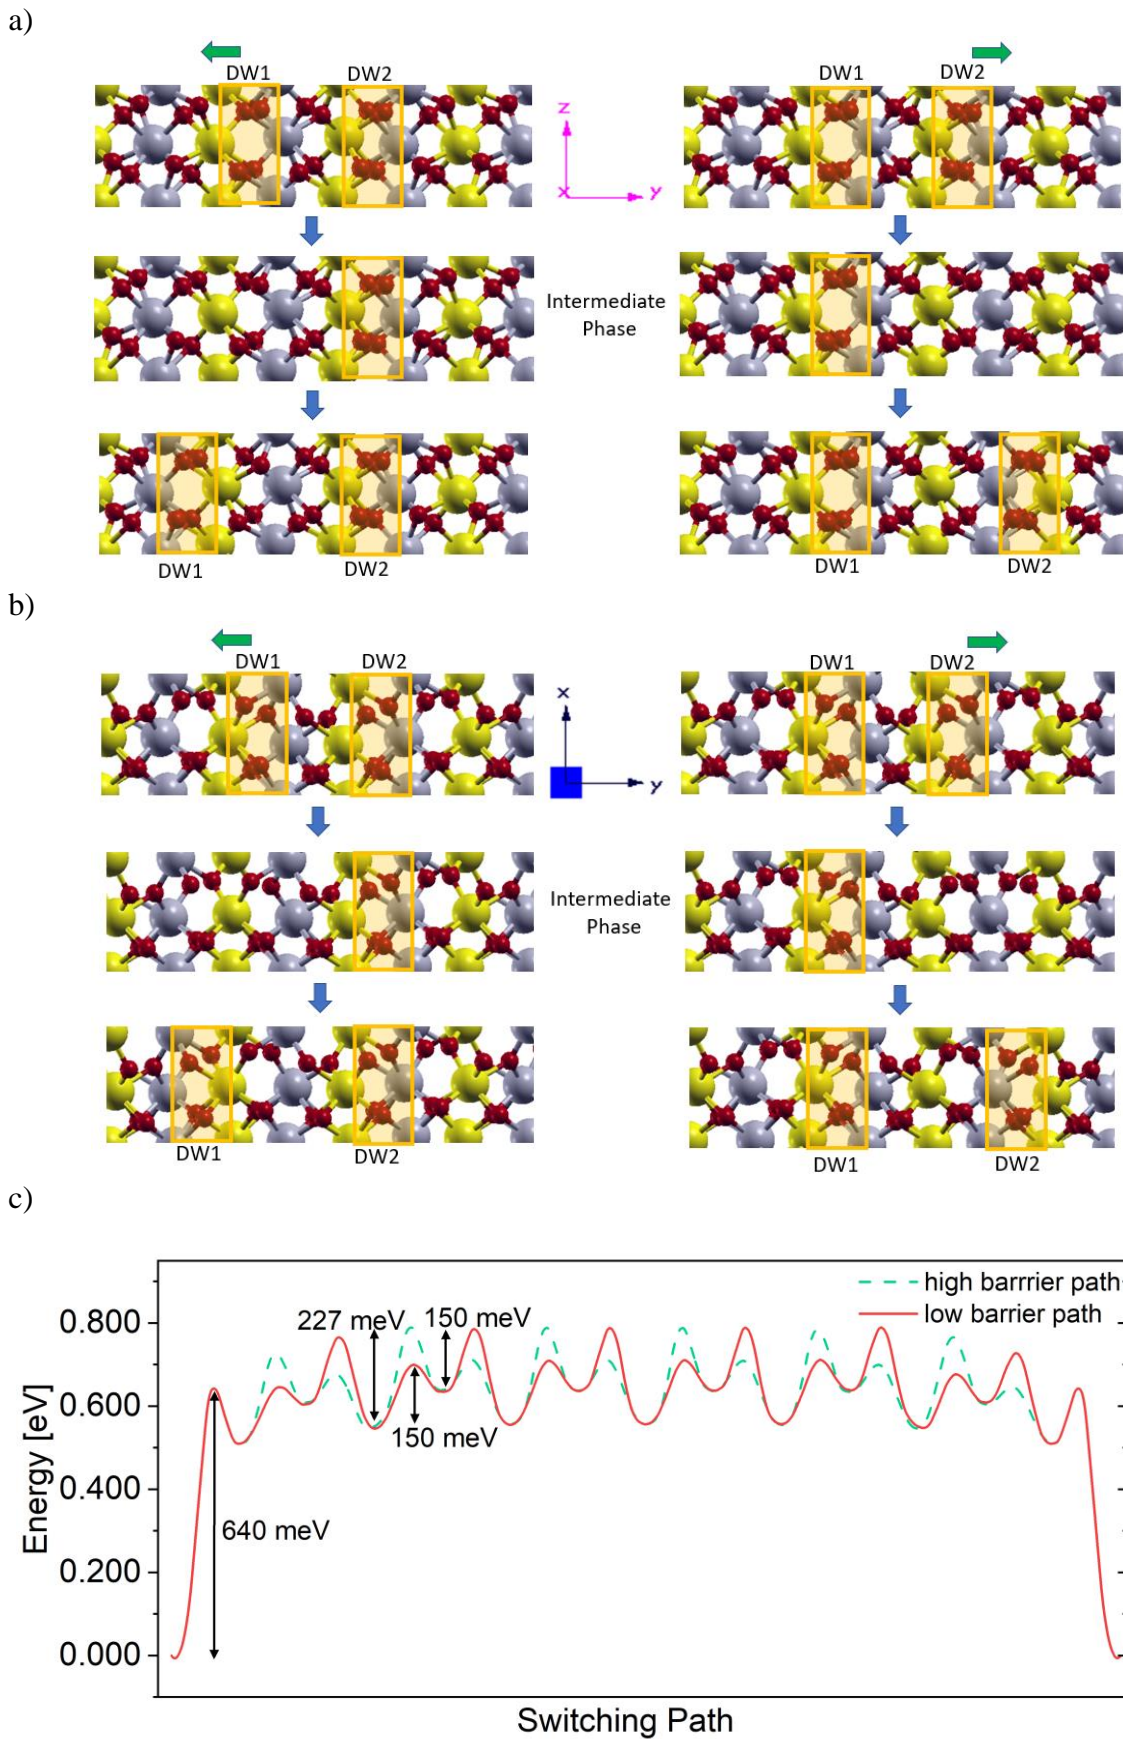 a)
DW1 DW2 DW1 DW2
z
x y
Intermediate
Phase
DW1 DW2 DW1 DW2
b)
DW1 DW2 DW1 DW2
x
y
Intermediate
Phase
DW1 DW2 DW1 DW2
c)
high barrrier path
low barrier path
227 meV 150 meV
150 meV
640 meV
0.800
0.600
0.400
0.200
0.000
Energy [eV]
Switching Path